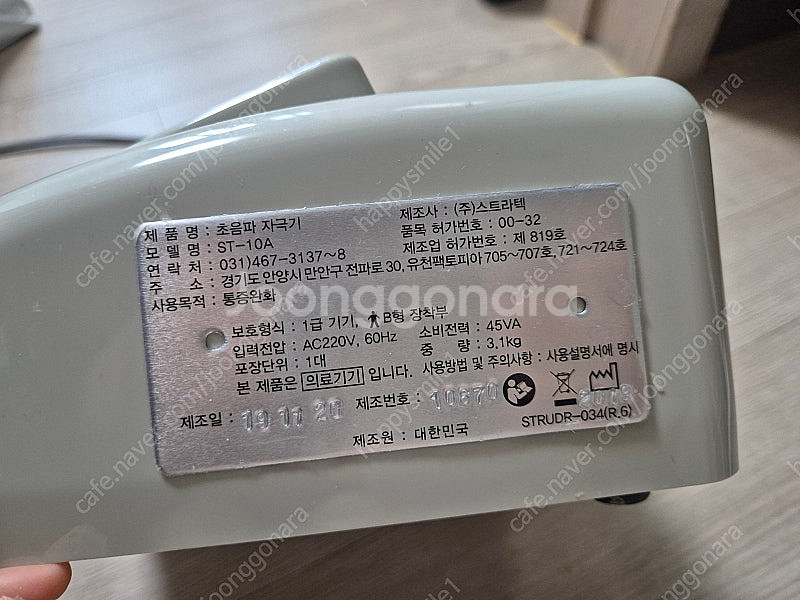 제 품 명 : 초음파 자극기
제조사 : (주)스트라텍
모 델 명 : ST-10A
품목 허가번호 : 00-32
연 락 처 : 031)467-3137~8
제조업 허가번호 : 제 819호
주 소 : 경기도 안양시 만안구 전파로 30, 유천팩토피아 705~707호, 721~724호
사용목적 : 통증완화
보호형식 : 1급 기기, B형 장착부
입력전압 : AC220V, 60Hz
소비전력 : 45VA
포장단위 : 1대
중 량 : 3.1kg
본 제품은 의료기기 입니다.
사용방법 및 주의사항 : 사용설명서에 명시
제조일 : 19 11 20
제조번호 : 10670
2019
STRUDR-034(R.6)
제조원 : 대한민국
joonggonara
cafe.naver.com/joonggonara
happysmile1